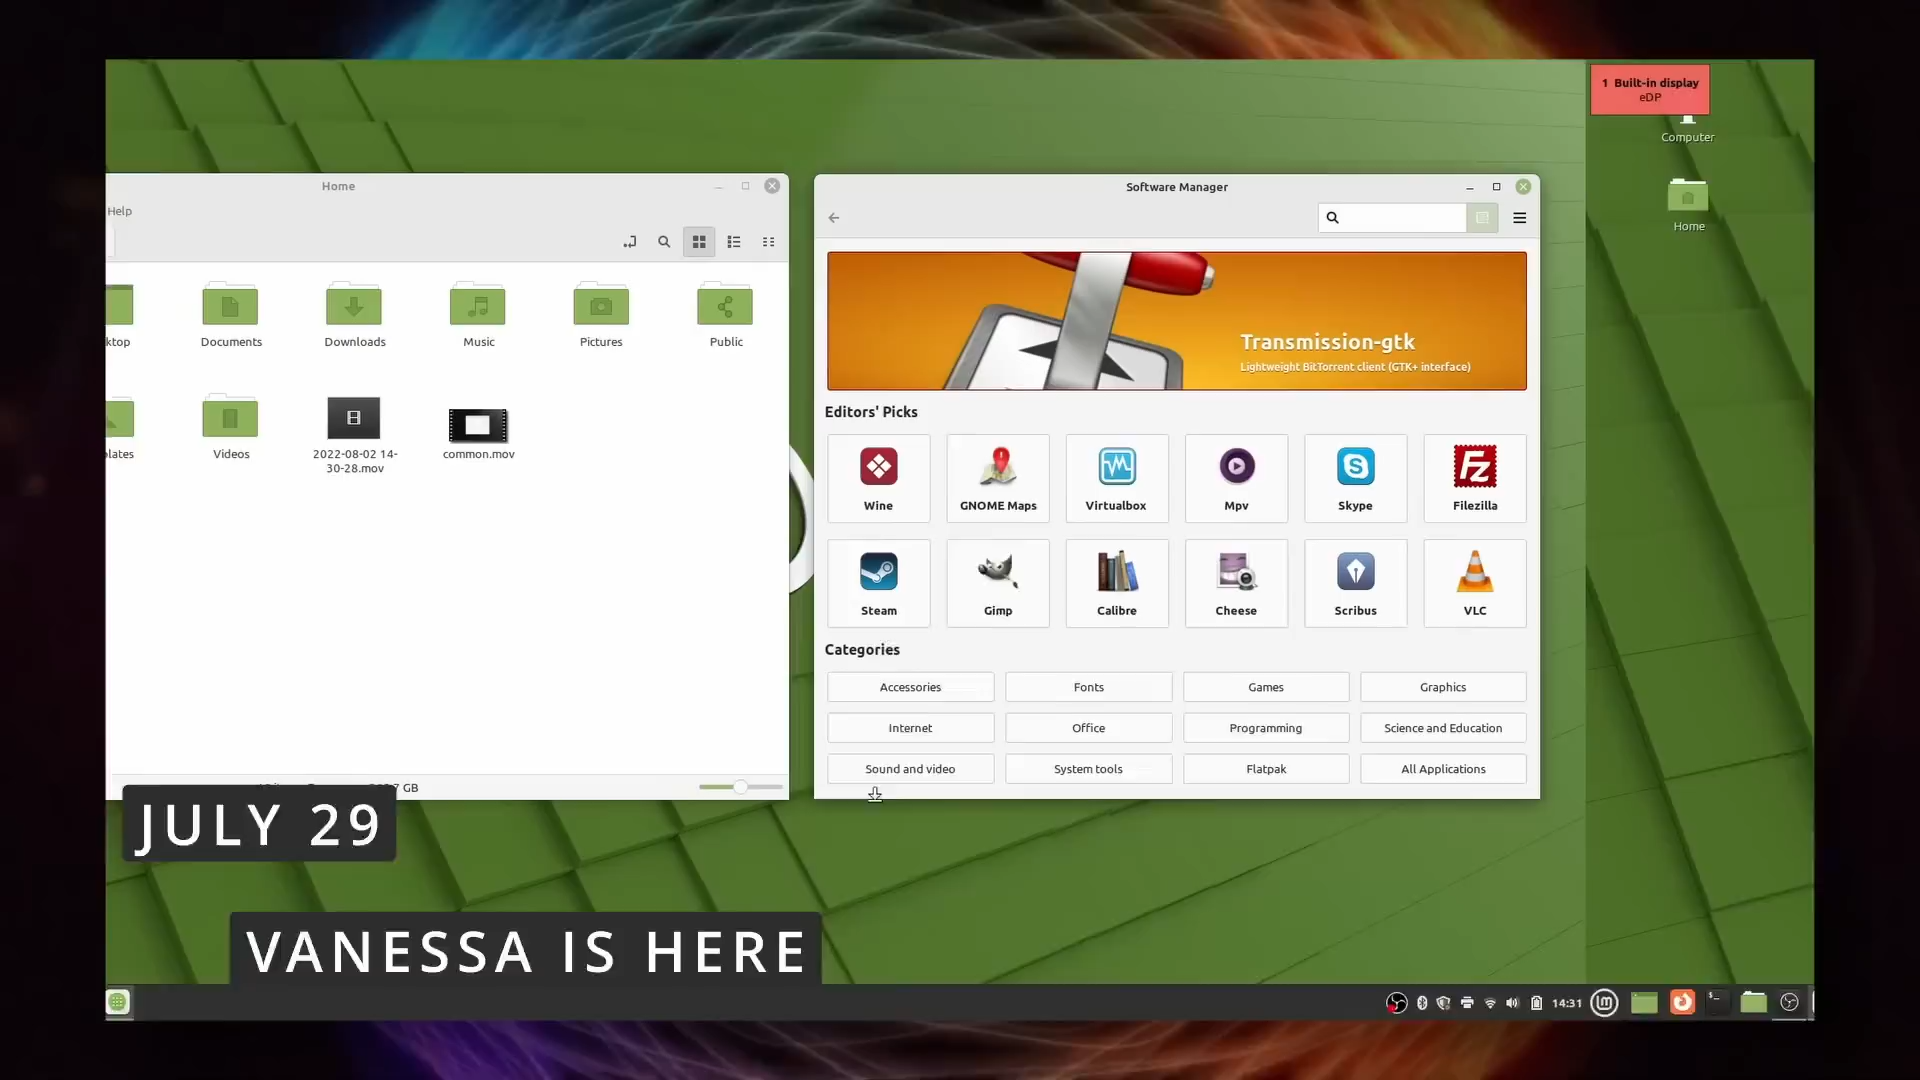 1 Built-in display
eDP
Computer
Home
Home
Help
ktop
Documents
Downloads
Music
Pictures
Public
lates
Videos
2022-08-02 14-
30-28.mov
common.mov
7 GB
Software Manager
Transmission-gtk
Lightweight BitTorrent client (GTK+ interface)
Editors' Picks
Wine
GNOME Maps
Virtualbox
Mpv
Skype
Filezilla
Steam
Gimp
Calibre
Cheese
Scribus
VLC
Categories
Accessories
Fonts
Games
Graphics
Internet
Office
Programming
Science and Education
Sound and video
System tools
Flatpak
All Applications
JULY 29
VANESSA IS HERE
14:31